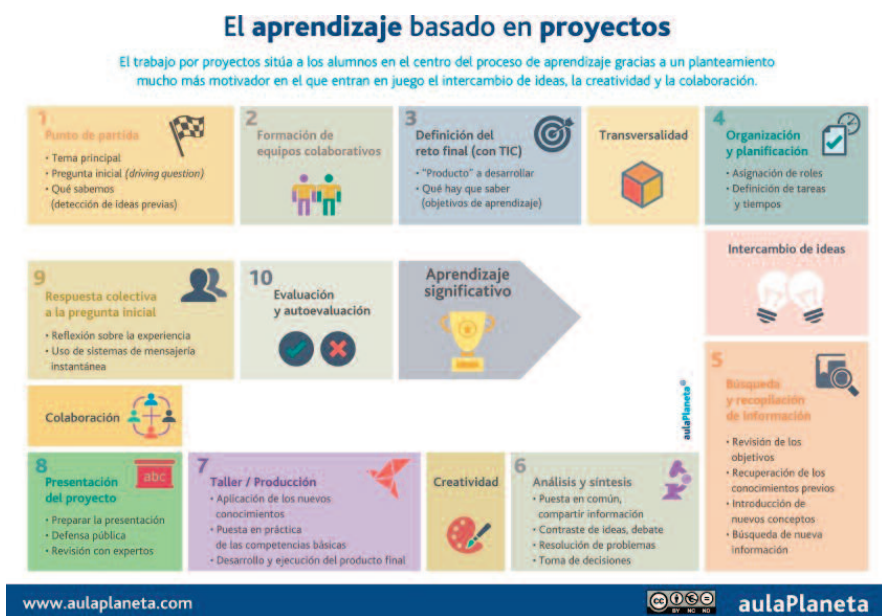 El aprendizaje basado en proyectos
El trabajo por proyectos sitúa a los alumnos en el centro del proceso de aprendizaje gracias a un planteamiento
mucho más motivador en el que entran en juego el intercambio de ideas, la creatividad y la colaboración.
1
Punto de partida
• Tema principal
• Pregunta inicial (driving question)
• Qué sabemos
(detección de ideas previas)
2
Formación de
equipos colaborativos
3
Definición del
reto final (con TIC)
• "Producto" a desarrollar
• Qué hay que saber
(objetivos de aprendizaje)
Transversalidad
4
Organización
y planificación
• Asignación de roles
• Definición de tareas
y tiempos
Intercambio de ideas
5
Búsqueda
y recopilación
de información
• Revisión de los
objetivos
• Recuperación de los
conocimientos previos
• Introducción de
nuevos conceptos
• Búsqueda de nueva
información
6
Análisis y síntesis
• Puesta en común,
compartir información
• Contraste de ideas, debate
• Resolución de problemas
• Toma de decisiones
Creatividad
7
Taller / Producción
• Aplicación de los nuevos
conocimientos
• Puesta en práctica
de las competencias básicas
• Desarrollo y ejecución del producto final
8
Presentación
del proyecto
abc
• Preparar la presentación
• Defensa pública
• Revisión con expertos
Colaboración
9
Respuesta colectiva
a la pregunta inicial
• Reflexión sobre la experiencia
• Uso de sistemas de mensajería
instantánea
10
Evaluación
y autoevaluación
Aprendizaje
significativo
aulaPlaneta
www.aulaplaneta.com
cc
BY NC ND
aulaPlaneta